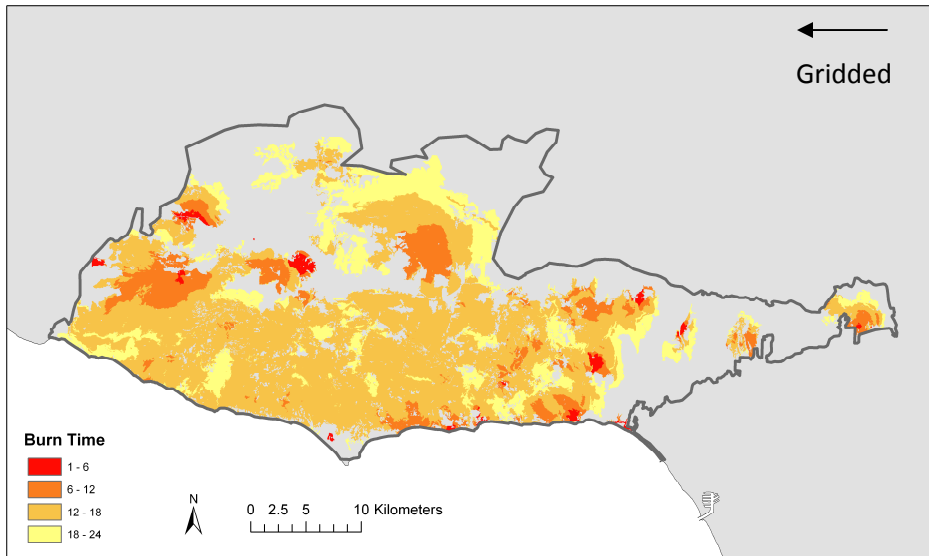 Gridded
Burn Time
1 - 6
6 - 12
12 - 18
18 - 24
N
0 2.5 5 10 Kilometers